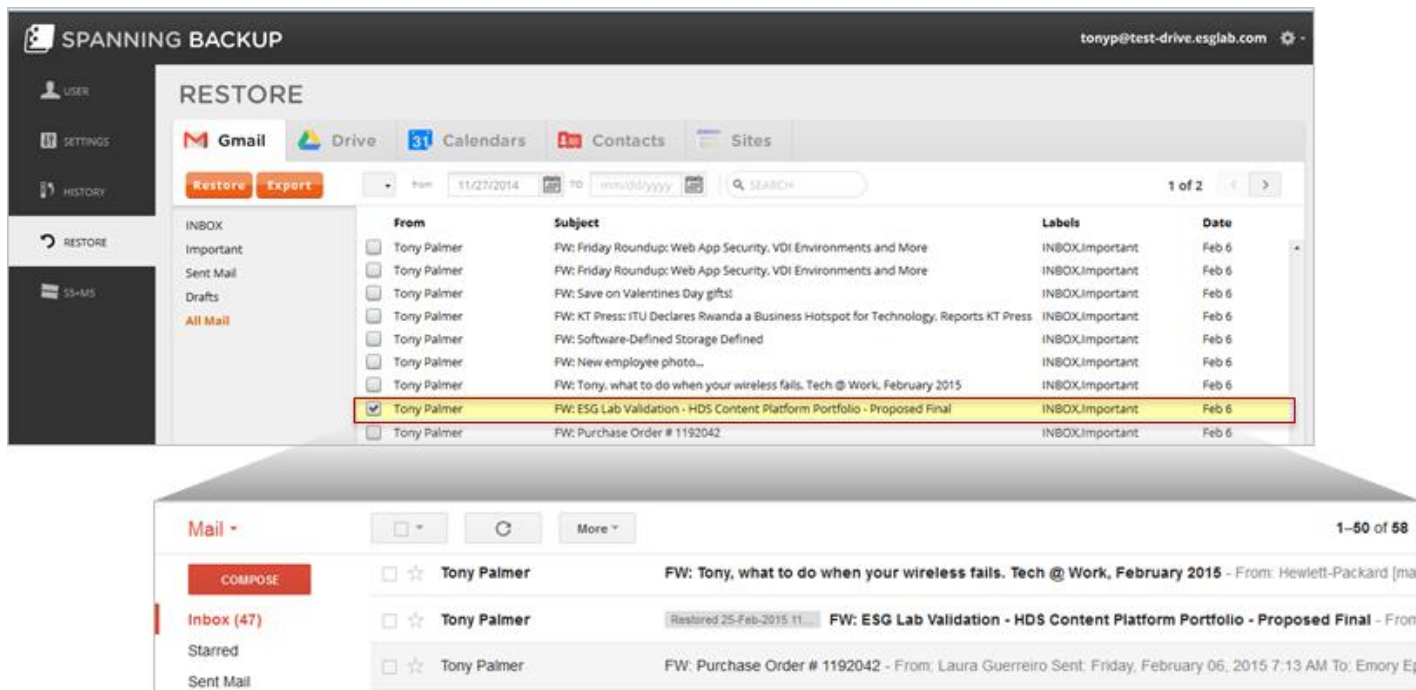 SPANNING BACKUP tonyp@test-drive.esglab.com
USER
SETTINGS
HISTORY
RESTORE
RESTORE
Gmail Drive 31 Calendars Contacts Sites
Restore Export from 11/27/2014 TO mm/dd/yyyy SEARCH 1 of 2
INBOX
Important
Sent Mail
Drafts
All Mail
From Subject Labels Date
Tony Palmer FW: Friday Roundup: Web App Security, VDI Environments and More INBOX,Important Feb 6
Tony Palmer FW: Friday Roundup: Web App Security, VDI Environments and More INBOX,Important Feb 6
Tony Palmer FW: Save on Valentines Day gifts! INBOX,Important Feb 6
Tony Palmer FW: KT Press: ITU Declares Rwanda a Business Hotspot for Technology, Reports KT Press INBOX,Important Feb 6
Tony Palmer FW: Software-Defined Storage Defined INBOX,Important Feb 6
Tony Palmer FW: New employee photo... INBOX,Important Feb 6
Tony Palmer FW: Tony, what to do when your wireless fails. Tech @ Work, February 2015 INBOX,Important Feb 6
Tony Palmer FW: ESG Lab Validation - HDS Content Platform Portfolio - Proposed Final INBOX,Important Feb 6
Tony Palmer FW: Purchase Order # 1192042 INBOX,Important Feb 6
Mail More 1–50 of 58
COMPOSE
Inbox (47)
Starred
Sent Mail
Tony Palmer FW: Tony, what to do when your wireless fails. Tech @ Work, February 2015 - From: Hewlett-Packard [ma
Tony Palmer Restored 25-Feb-2015 11... FW: ESG Lab Validation - HDS Content Platform Portfolio - Proposed Final - From
Tony Palmer FW: Purchase Order # 1192042 - From: Laura Guerreiro Sent: Friday, February 06, 2015 7:13 AM To: Emory Ep